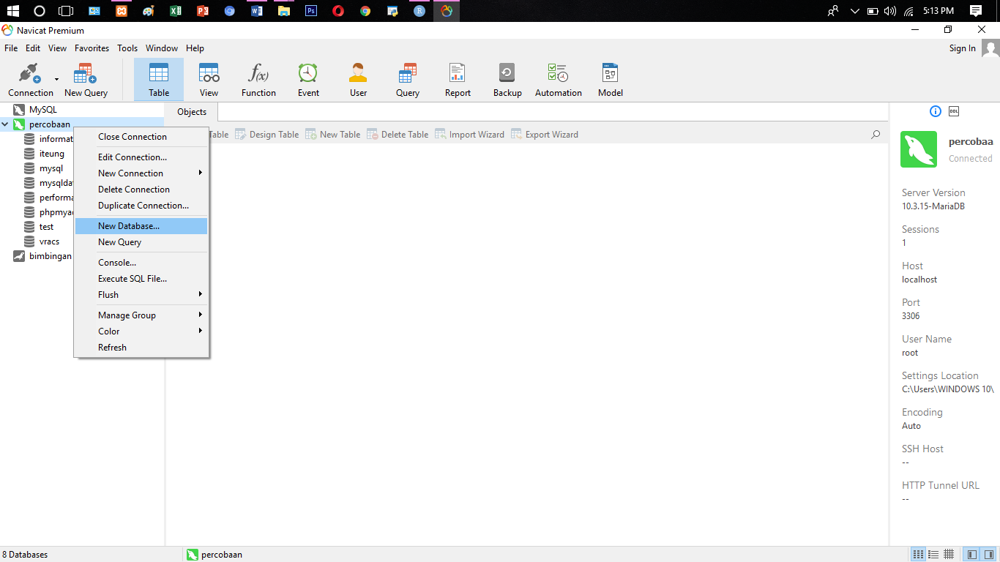 5:13 PM
Navicat Premium
File Edit View Favorites Tools Window Help Sign In
Connection New Query Table View Function Event User Query Report Backup Automation Model
f(x)
MySQL
percobaan
informat
iteung
mysql
mysqldat
performa
phpmyad
test
vracs
bimbingan
Close Connection
Edit Connection...
New Connection
Delete Connection
Duplicate Connection...
New Database...
New Query
Console...
Execute SQL File...
Flush
Manage Group
Color
Refresh
Objects
Table Design Table New Table Delete Table Import Wizard Export Wizard
DDL
percobaa
Connected
Server Version
10.3.15-MariaDB
Sessions
1
Host
localhost
Port
3306
User Name
root
Settings Location
C:\Users\WINDOWS 10\
Encoding
Auto
SSH Host
--
HTTP Tunnel URL
--
8 Databases percobaan